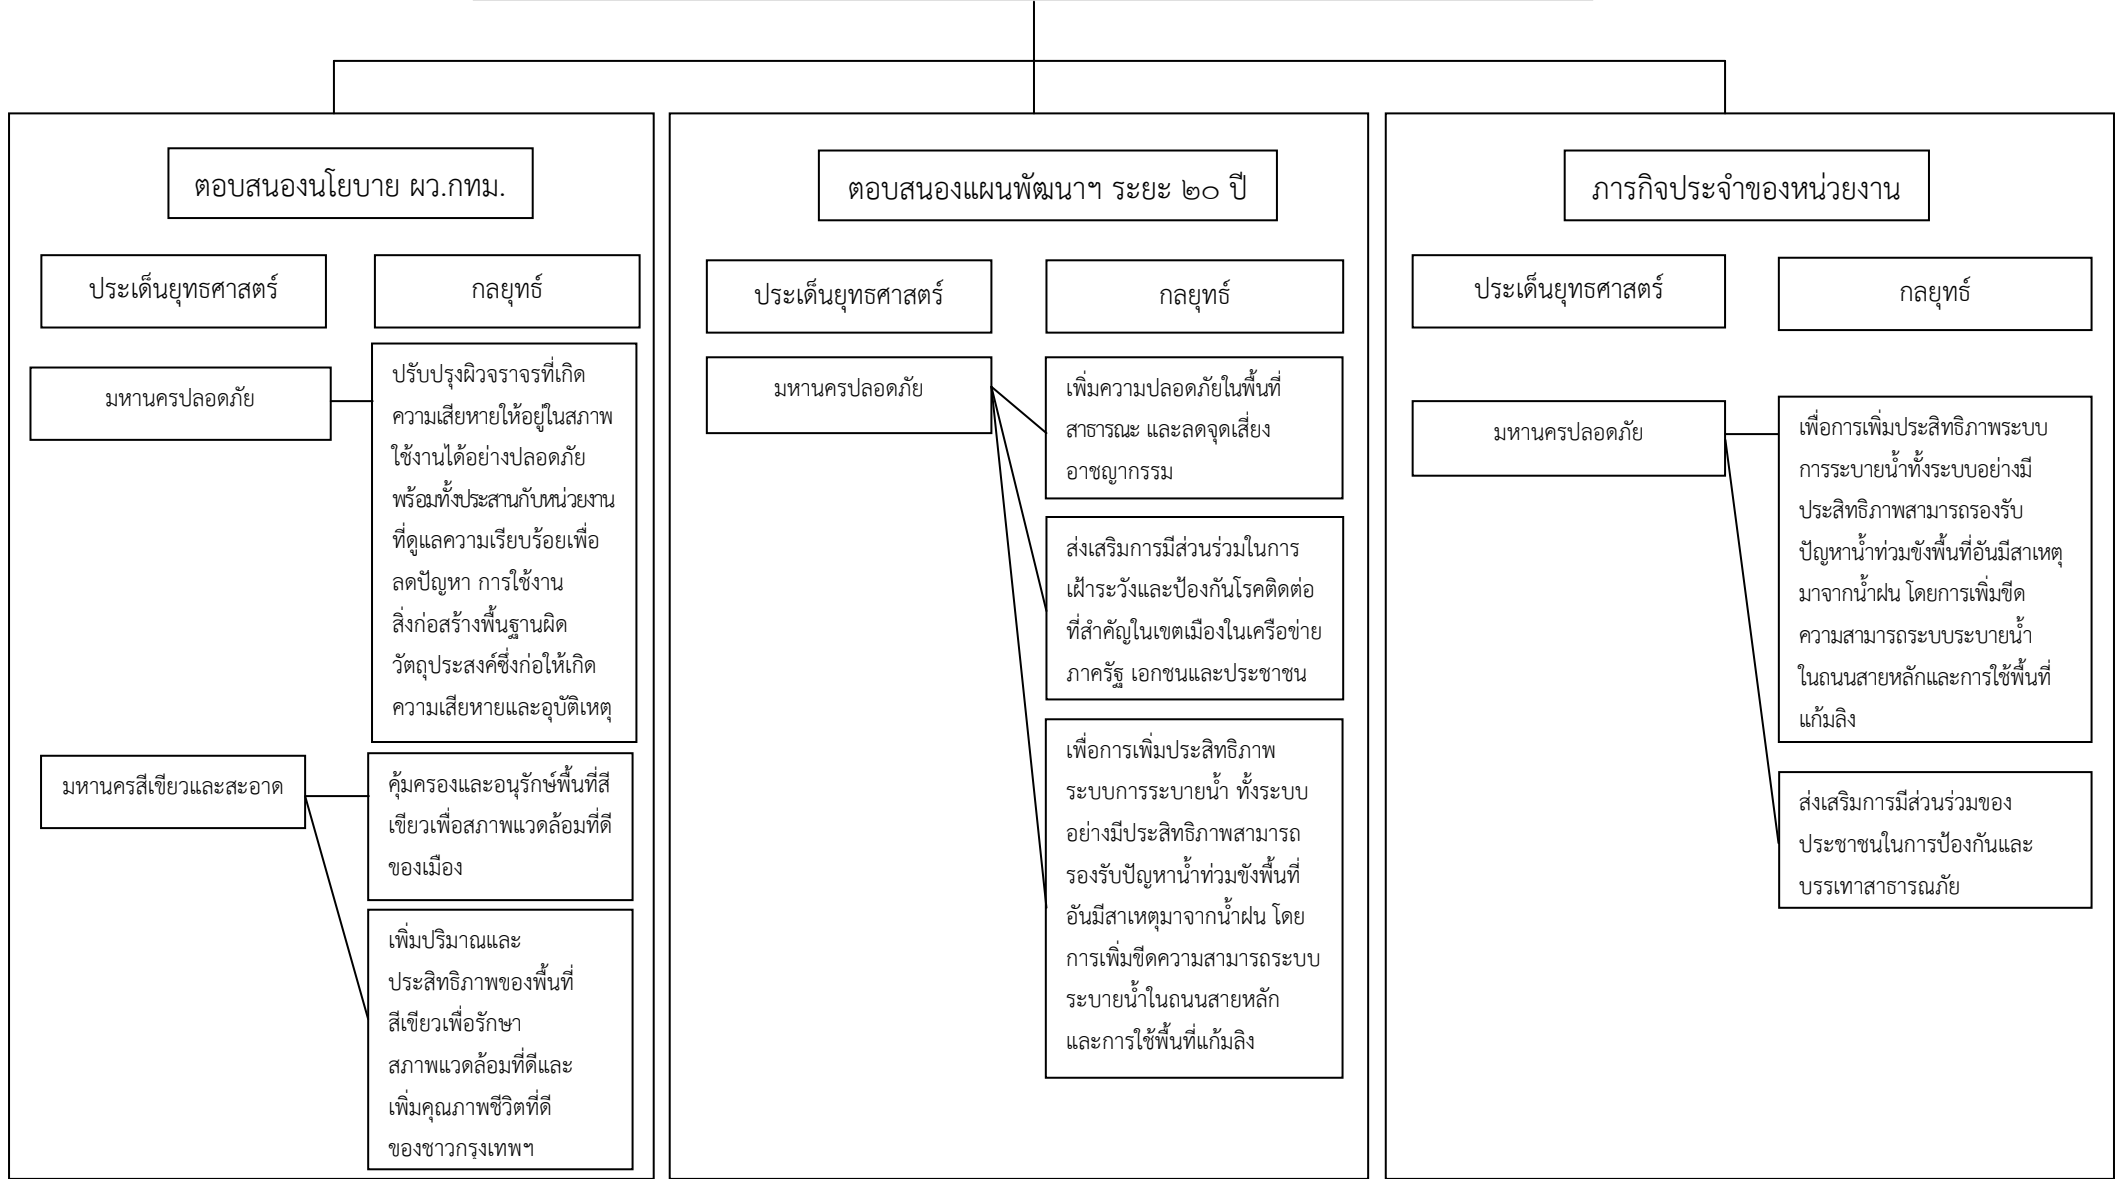 ตอบสนองนโยบาย ผว.กทม.
ประเด็นยุทธศาสตร์
กลยุทธ์
มหานครปลอดภัย
ปรับปรุงผิวจราจรที่เกิด
ความเสียหายให้อยู่ในสภาพ
ใช้งานได้อย่างปลอดภัย
พร้อมทั้งประสานกับหน่วยงาน
ที่ดูแลความเรียบร้อยเพื่อ
ลดปัญหา การใช้งาน
สิ่งก่อสร้างพื้นฐานผิด
วัตถุประสงค์ซึ่งก่อให้เกิด
ความเสียหายและอุบัติเหตุ
มหานครสีเขียวและสะอาด
คุ้มครองและอนุรักษ์พื้นที่สี
เขียวเพื่อสภาพแวดล้อมที่ดี
ของเมือง
เพิ่มปริมาณและ
ประสิทธิภาพของพื้นที่
สีเขียวเพื่อรักษา
สภาพแวดล้อมที่ดีและ
เพิ่มคุณภาพชีวิตที่ดี
ของชาวกรุงเทพฯ
ตอบสนองแผนพัฒนาฯ ระยะ ๒๐ ปี
ประเด็นยุทธศาสตร์
กลยุทธ์
มหานครปลอดภัย
เพิ่มความปลอดภัยในพื้นที่
สาธารณะ และลดจุดเสี่ยง
อาชญากรรม
ส่งเสริมการมีส่วนร่วมในการ
เฝ้าระวังและป้องกันโรคติดต่อ
ที่สำคัญในเขตเมืองในเครือข่าย
ภาครัฐ เอกชนและประชาชน
เพื่อการเพิ่มประสิทธิภาพ
ระบบการระบายน้ำ ทั้งระบบ
อย่างมีประสิทธิภาพสามารถ
รองรับปัญหาน้ำท่วมขังพื้นที่
อันมีสาเหตุมาจากน้ำฝน โดย
การเพิ่มขีดความสามารถระบบ
ระบายน้ำในถนนสายหลัก
และการใช้พื้นที่แก้มลิง
ภารกิจประจำของหน่วยงาน
ประเด็นยุทธศาสตร์
กลยุทธ์
มหานครปลอดภัย
เพื่อการเพิ่มประสิทธิภาพระบบ
การระบายน้ำทั้งระบบอย่างมี
ประสิทธิภาพสามารถรองรับ
ปัญหาน้ำท่วมขังพื้นที่อันมีสาเหตุ
มาจากน้ำฝน โดยการเพิ่มขีด
ความสามารถระบบระบายน้ำ
ในถนนสายหลักและการใช้พื้นที่
แก้มลิง
ส่งเสริมการมีส่วนร่วมของ
ประชาชนในการป้องกันและ
บรรเทาสาธารณภัย